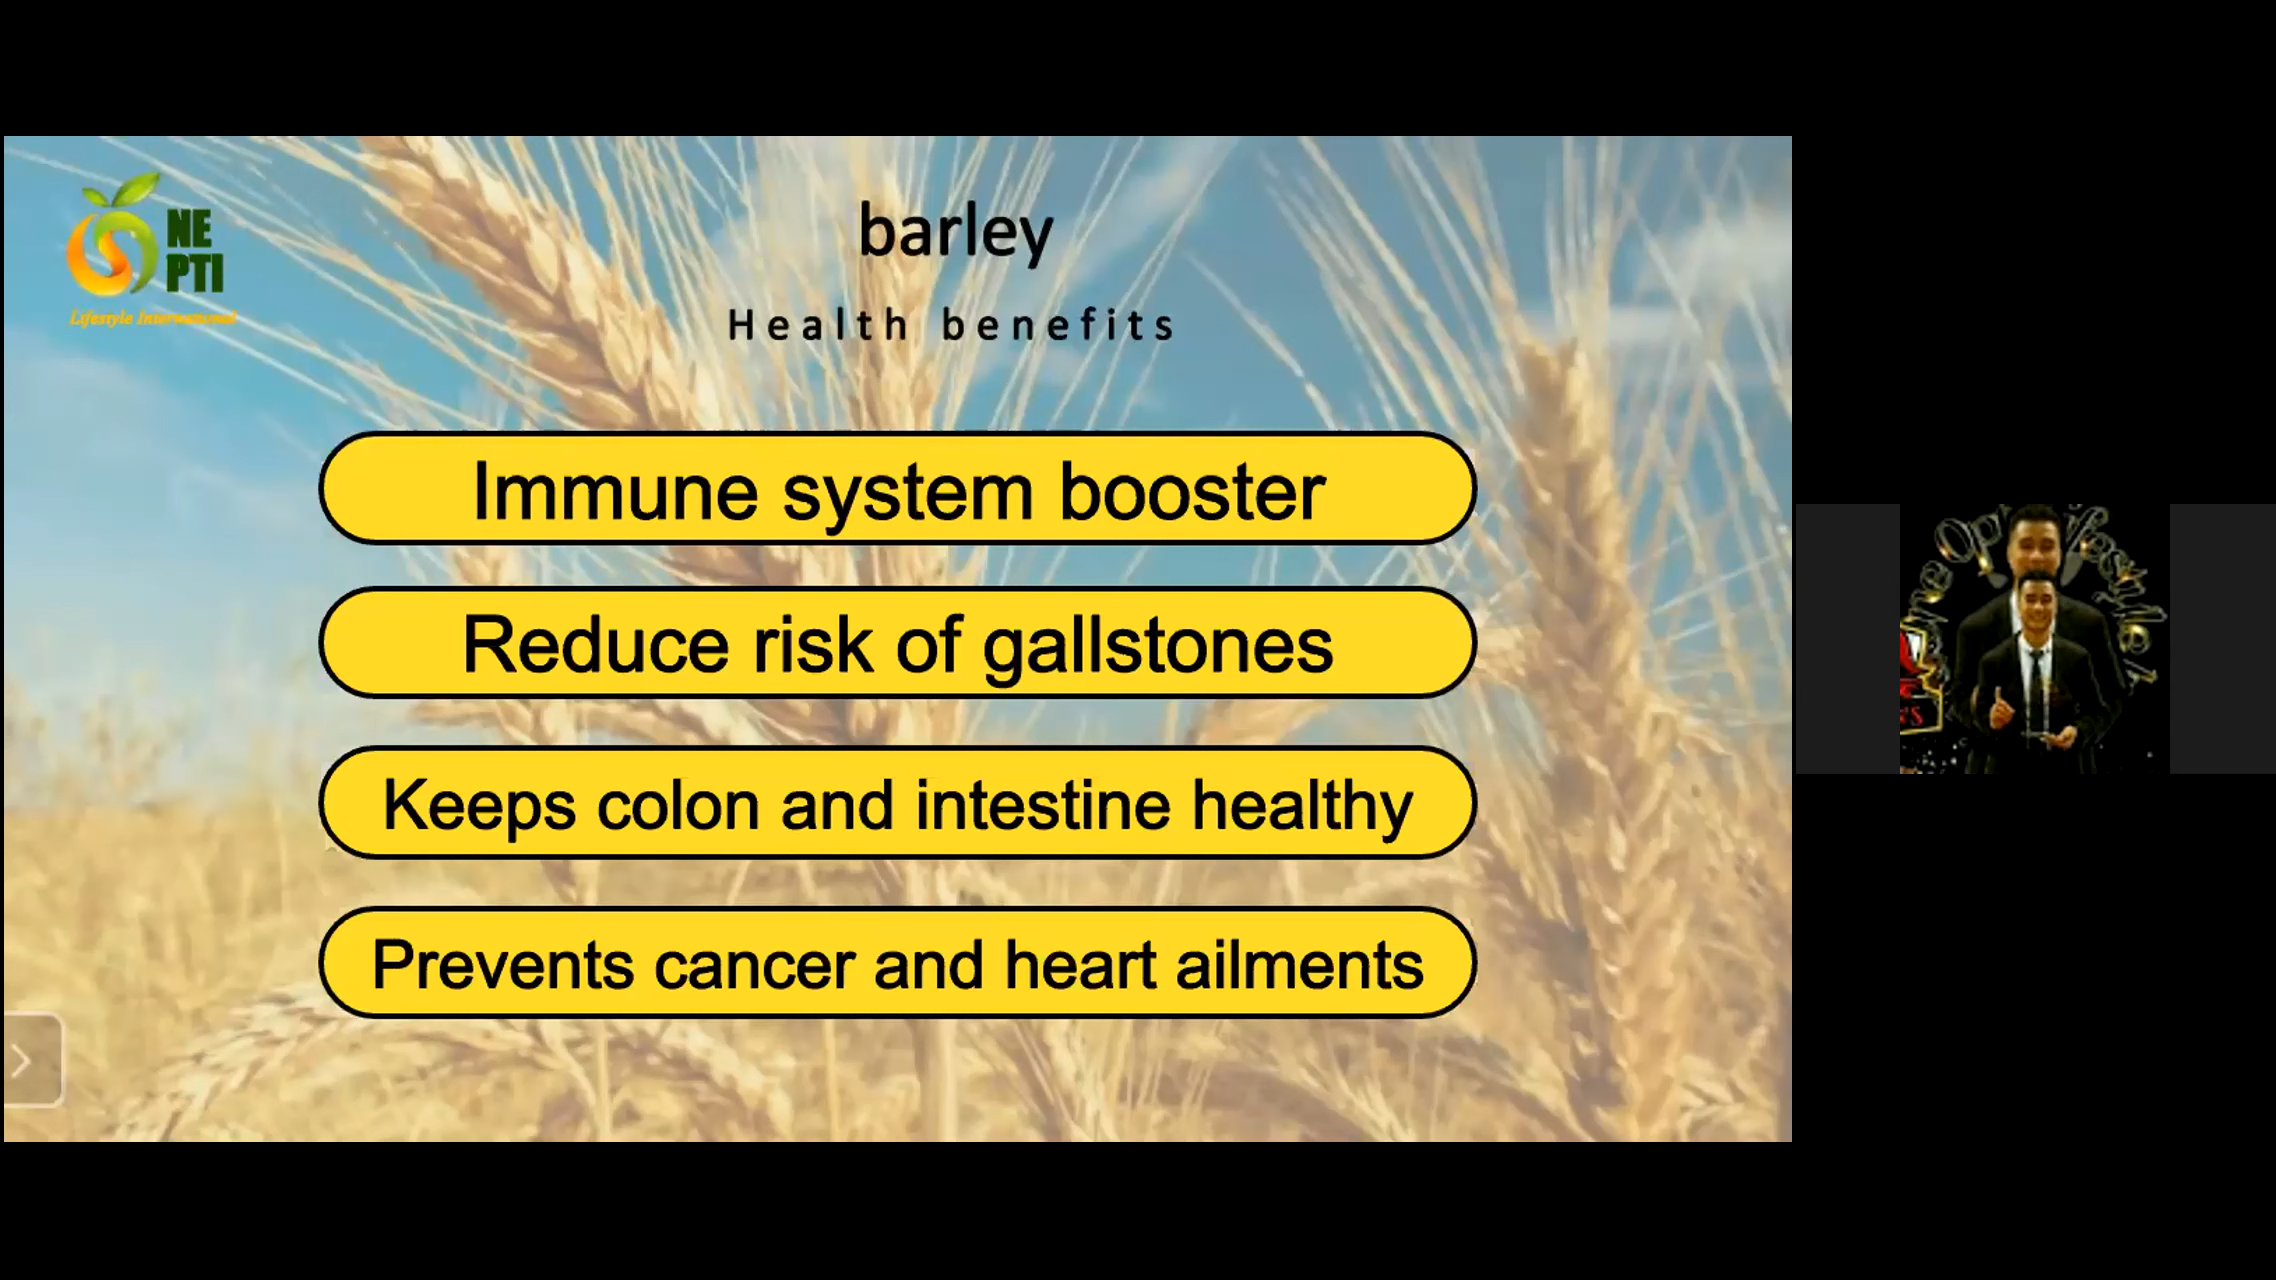 NE
PTI
Lifestyle International
barley
Health benefits
Immune system booster
Reduce risk of gallstones
Keeps colon and intestine healthy
Prevents cancer and heart ailments